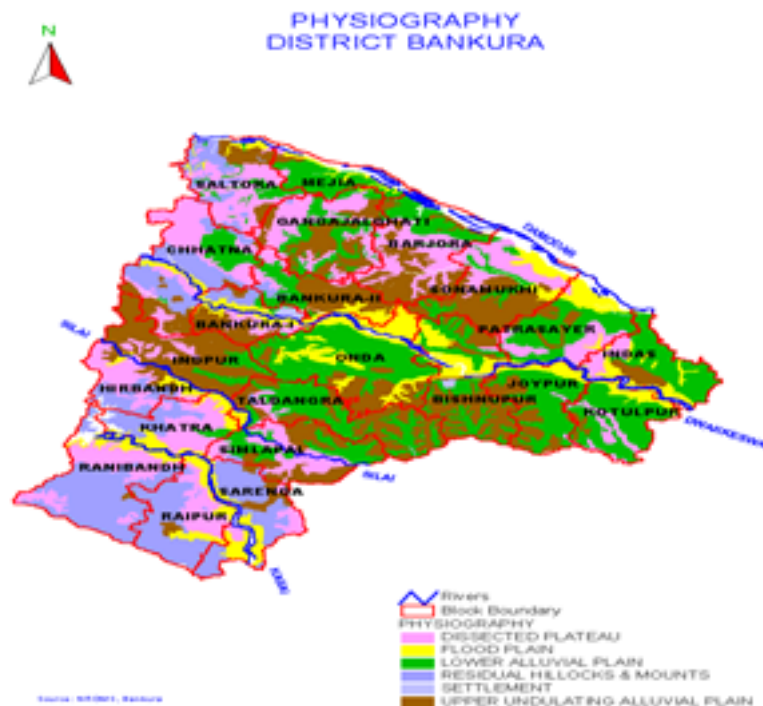 PHYSIOGRAPHY
DISTRICT BANKURA
N
SALTORA
MEJIA
GANGAJALGHATI
BARJORA
DAMODAR
CHHATNA
SONAMUKHI
BANKURA-II
BANKURA-I
PATRASAYER
SILAI
INDPUR
ONDA
INDAS
HIRBANDH
JOYPUR
TALDANGRA
BISHNUPUR
KOTULPUR
KHATRA
SIMLAPAL
RANIBANDH
SILAI
SARENGA
RAIPUR
Rivers
Block Boundary
PHYSIOGRAPHY
DISSECTED PLATEAU
FLOOD PLAIN
LOWER ALLUVIAL PLAIN
RESIDUAL HILLOCKS & MOUNTS
SETTLEMENT
UPPER UNDULATING ALLUVIAL PLAIN